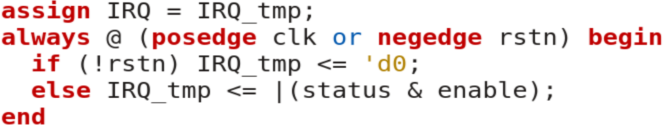 assign IRQ = IRQ_tmp;
always @ (posedge clk or negedge rstn) begin
if (!rstn) IRQ_tmp <= 'd0;
else IRQ_tmp <= |(status & enable);
end